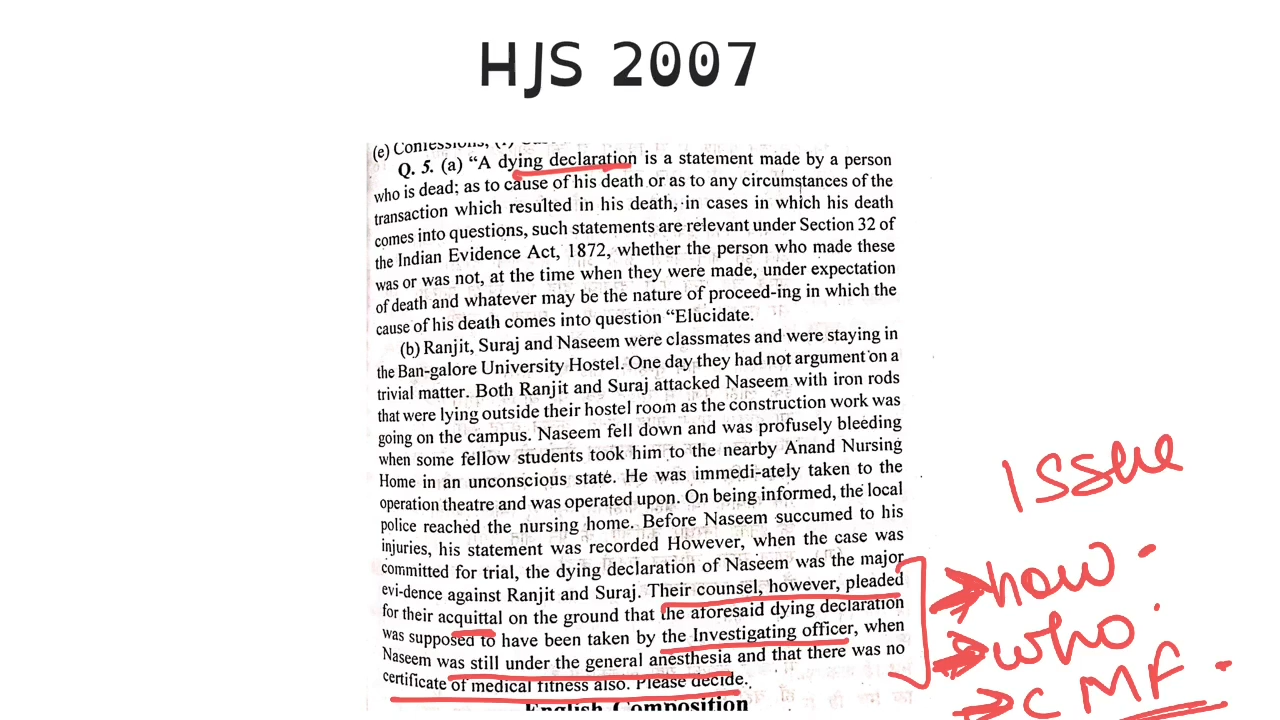 HJS 2007
(e) Confessions,
Q. 5. (a) “A dying declaration is a statement made by a person
who is dead; as to cause of his death or as to any circumstances of the
transaction which resulted in his death, in cases in which his death
comes into questions, such statements are relevant under Section 32 of
the Indian Evidence Act, 1872, whether the person who made these
was or was not, at the time when they were made, under expectation
of death and whatever may be the nature of proceed-ing in which the
cause of his death comes into question “Elucidate.
(b) Ranjit, Suraj and Naseem were classmates and were staying in
the Ban-galore University Hostel. One day they had not argument on a
trivial matter. Both Ranjit and Suraj attacked Naseem with iron rods
that were lying outside their hostel room as the construction work was
going on the campus. Naseem fell down and was profusely bleeding
when some fellow students took him to the nearby Anand Nursing
Home in an unconscious state. He was immedi-ately taken to the
operation theatre and was operated upon. On being informed, the local
police reached the nursing home. Before Naseem succumed to his
injuries, his statement was recorded However, when the case was
committed for trial, the dying declaration of Naseem was the major
evi-dence against Ranjit and Suraj. Their counsel, however, pleaded
for their acquittal on the ground that the aforesaid dying declaration
was supposed to have been taken by the Investigating officer, when
Naseem was still under the general anesthesia and that there was no
certificate of medical fitness also. Please decide.
English Composition
Issue
how.
who.
CMF.